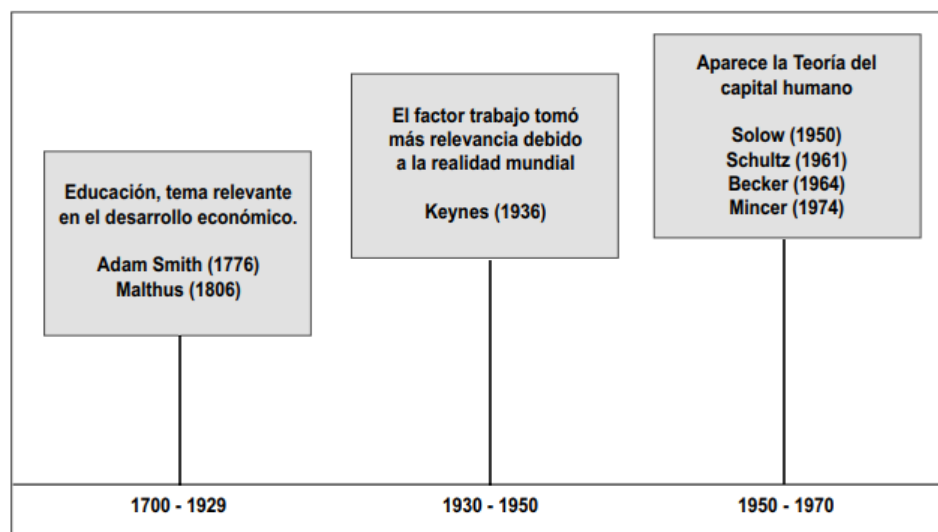 Educación, tema relevante
en el desarrollo económico.
Adam Smith (1776)
Malthus (1806)
El factor trabajo tomó
más relevancia debido
a la realidad mundial
Keynes (1936)
Aparece la Teoría del
capital humano
Solow (1950)
Schultz (1961)
Becker (1964)
Mincer (1974)
1700 - 1929
1930 - 1950
1950 - 1970